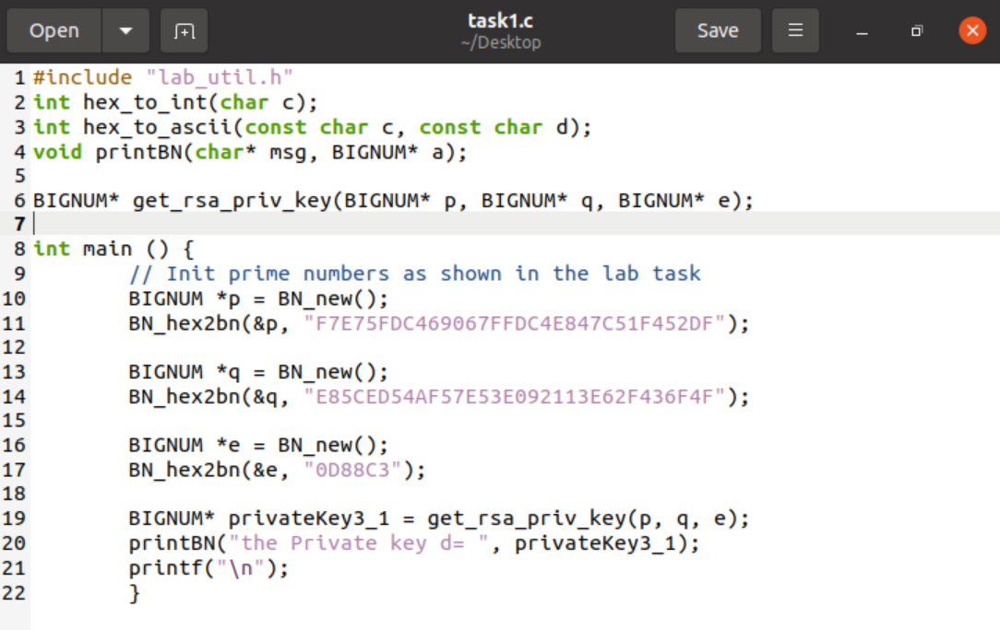 Open
task1.c
~/Desktop
Save
1 #include "lab_util.h"
2 int hex_to_int(char c);
3 int hex_to_ascii(const char c, const char d);
4 void printBN(char* msg, BIGNUM* a);
5
6 BIGNUM* get_rsa_priv_key(BIGNUM* p, BIGNUM* q, BIGNUM* e);
7
8 int main () {
9         // Init prime numbers as shown in the lab task
10         BIGNUM *p = BN_new();
11         BN_hex2bn(&p, "F7E75FDC469067FFDC4E847C51F452DF");
12
13         BIGNUM *q = BN_new();
14         BN_hex2bn(&q, "E85CED54AF57E53E092113E62F436F4F");
15
16         BIGNUM *e = BN_new();
17         BN_hex2bn(&e, "0D88C3");
18
19         BIGNUM* privateKey3_1 = get_rsa_priv_key(p, q, e);
20         printBN("the Private key d= ", privateKey3_1);
21         printf("\n");
22         }